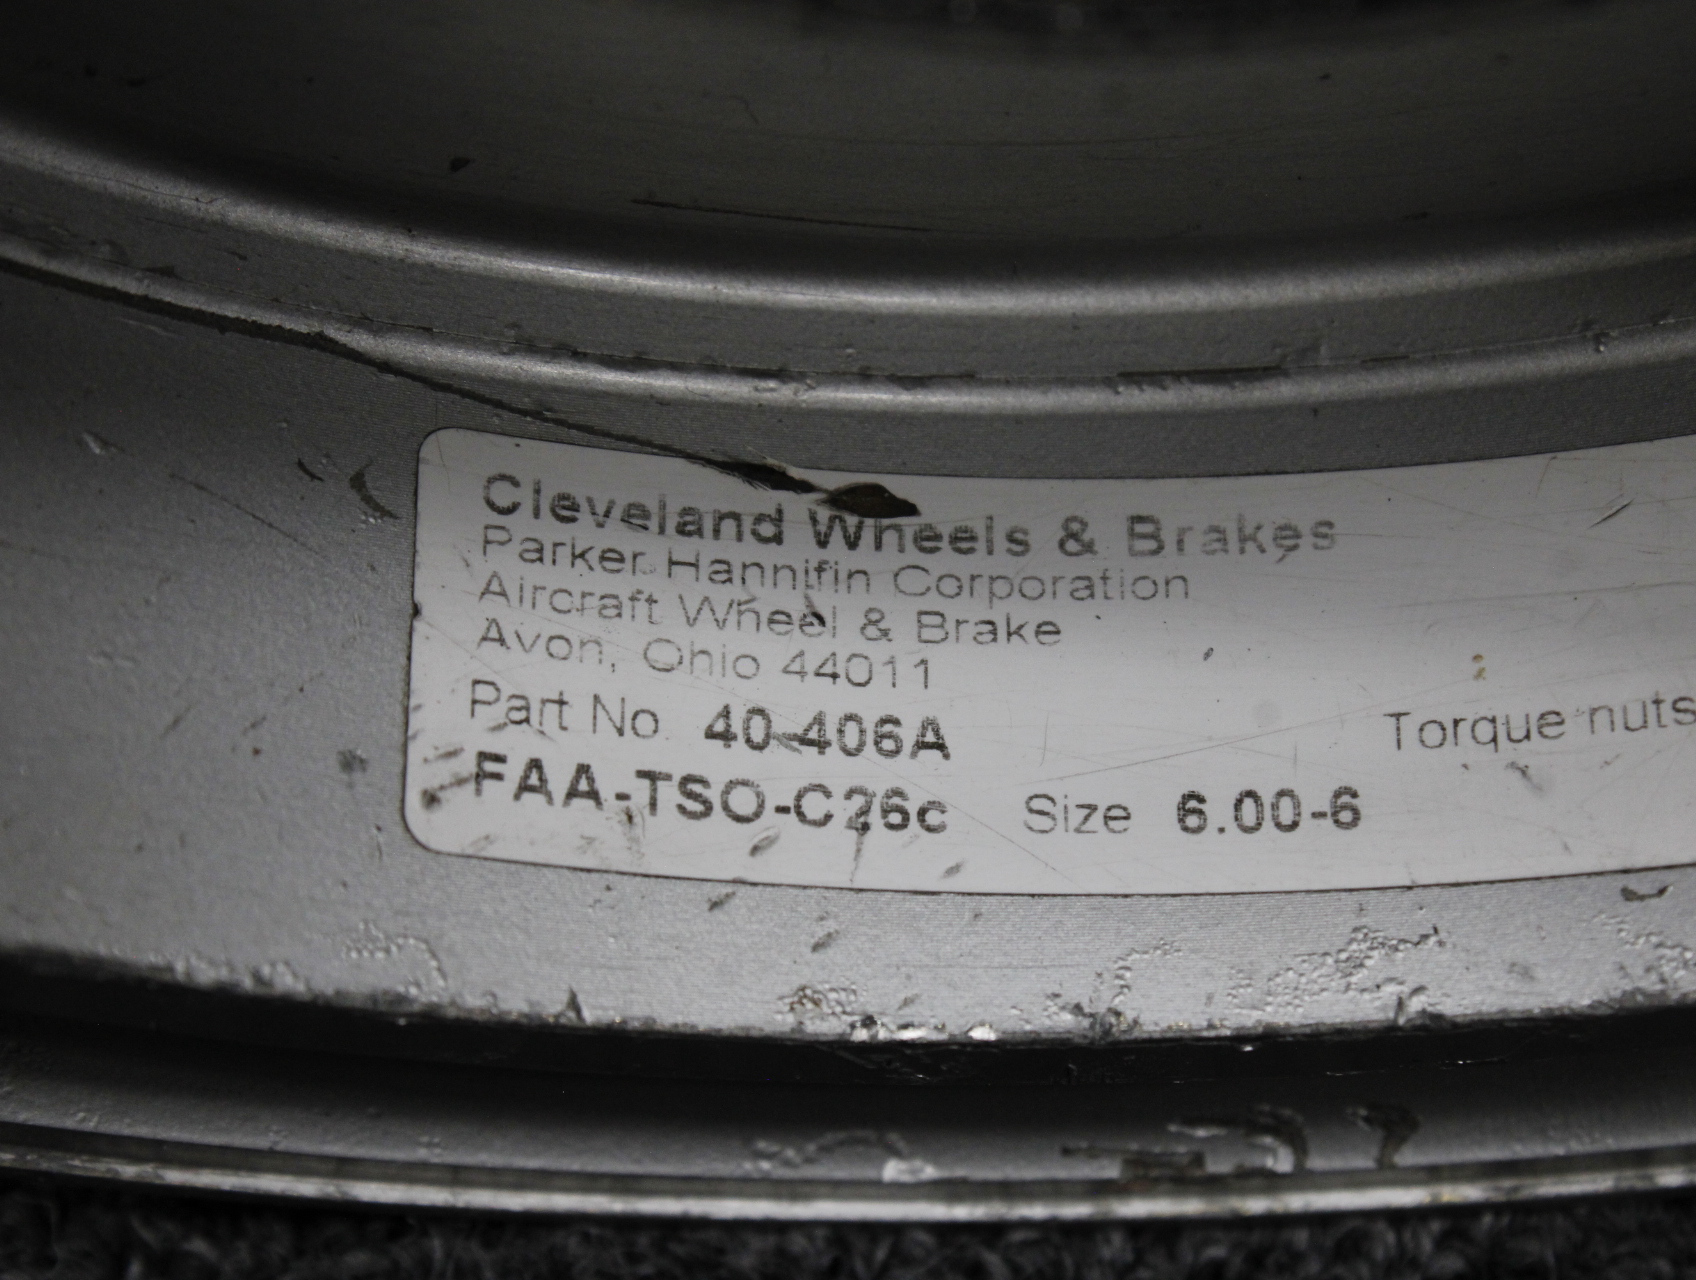 Cleveland Wheels & Brakes
Parker Hannifin Corporation
Aircraft Wheel & Brake
Avon, Ohio 44011
Part No. 40-406A
Torque nuts
FAA-TSO-C26c Size 6.00-6